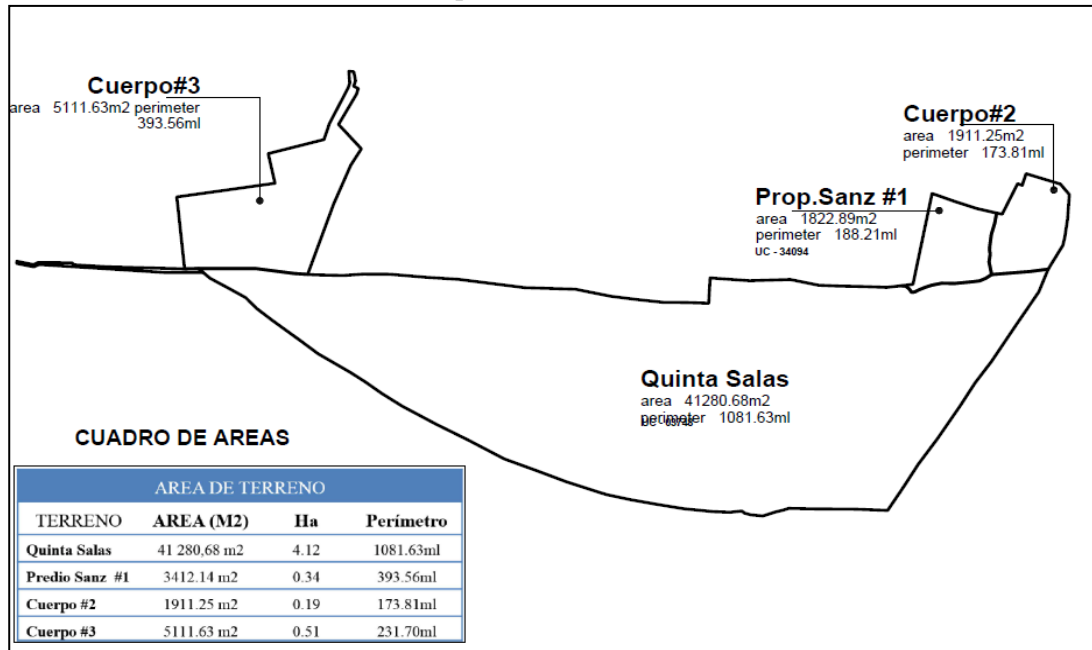 Cuerpo#3
area 5111.63m2 perimeter
393.56ml
Cuerpo#2
area 1911.25m2
perimeter 173.81ml
Prop.Sanz #1
area 1822.89m2
perimeter 188.21ml
UC - 34094
Quinta Salas
area 41280.68m2
perimeter 1081.63ml
CUADRO DE AREAS
AREA DE TERRENO
TERRENO AREA (M2) Ha Perímetro
Quinta Salas 41 280,68 m2 4.12 1081.63ml
Predio Sanz #1 3412.14 m2 0.34 393.56ml
Cuerpo #2 1911.25 m2 0.19 173.81ml
Cuerpo #3 5111.63 m2 0.51 231.70ml